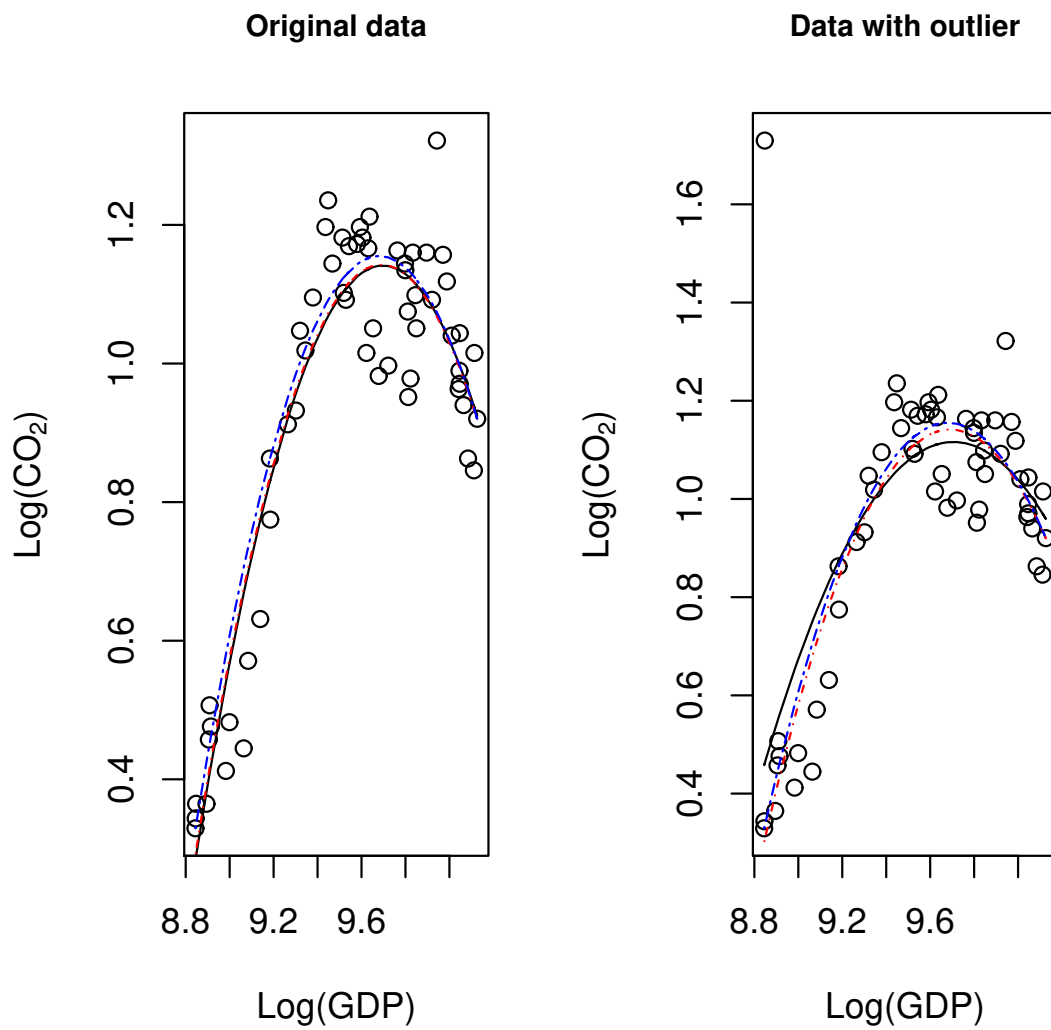 Original data
Log(CO₂)
0.4 0.6 0.8 1.0 1.2
8.8 9.2 9.6
Log(GDP)
Data with outlier
Log(CO₂)
0.4 0.6 0.8 1.0 1.2 1.4 1.6
8.8 9.2 9.6
Log(GDP)